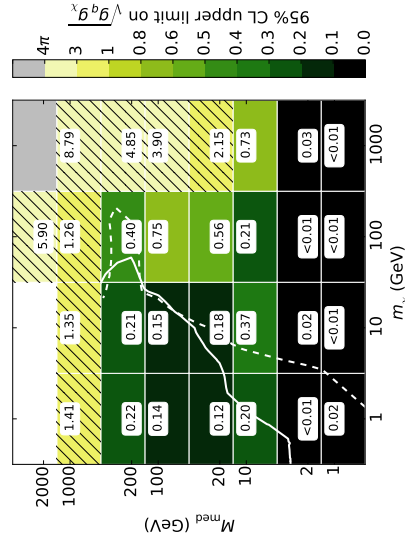 95% CL upper limit on √g_q g_χ
4π 3 1 0.8 0.6 0.5 0.4 0.3 0.2 0.1 0.0
8.79 4.85 3.90 2.15 0.73 0.03 <0.01
1000
5.90 1.26 0.40 0.75 0.56 0.21 <0.01 <0.01
100
1.35 0.21 0.15 0.18 0.37 0.02 <0.01
10
1.41 0.22 0.14 0.12 0.20 <0.01 0.02
1
m (GeV)
2000 1000 200 100 20 10 2 1
M_med (GeV)